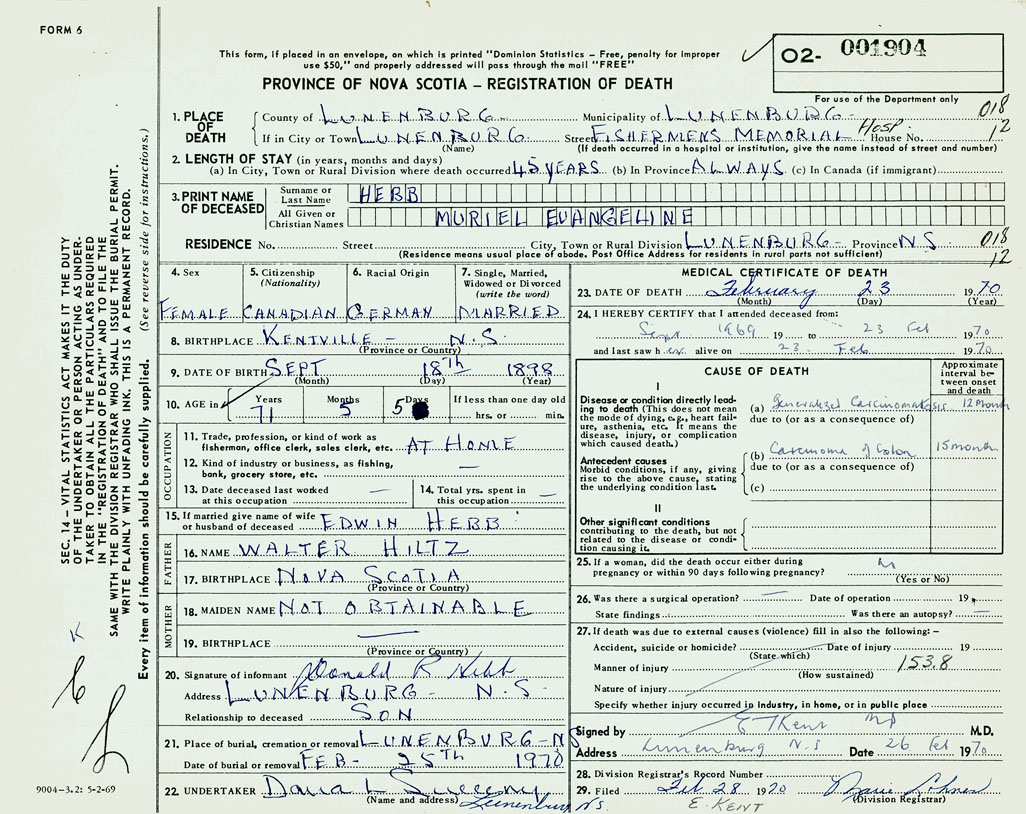 FORM 6
This form, if placed in an envelope, on which is printed "Dominion Statistics – Free, penalty for improper
use $50," and properly addressed will pass through the mail "FREE"
O2- 001904
PROVINCE OF NOVA SCOTIA – REGISTRATION OF DEATH
For use of the Department only
1. PLACE OF DEATH
County of LUNENBURG Municipality of LUNENBURG 018
If in City or Town LUNENBURG Street FISHERMENS MEMORIAL HOSP House No. 12
(Name) (If death occurred in a hospital or institution, give the name instead of street and number)
2. LENGTH OF STAY (in years, months and days)
(a) In City, Town or Rural Division where death occurred 45 YEARS (b) In Province ALWAYS (c) In Canada (if immigrant)
3. PRINT NAME OF DECEASED
Surname or Last Name HEBB
All Given or Christian Names MURIEL EVANGELINE
RESIDENCE No. Street City, Town or Rural Division LUNENBURG – Province NS 018
(Residence means usual place of abode. Post Office Address for residents in rural parts not sufficient) 12
4. Sex
FEMALE
5. Citizenship
(Nationality)
CANADIAN
6. Racial Origin
GERMAN
7. Single, Married,
Widowed or Divorced
(write the word)
MARRIED
8. BIRTHPLACE KENTVILLE – N.S.
(Province or Country)
9. DATE OF BIRTH SEPT 18TH 1898
(Month) (Day) (Year)
10. AGE in Years Months If less than one day old
71 5 5 hrs. or min.
OCCUPATION
11. Trade, profession, or kind of work as
fisherman, office clerk, sales clerk, etc. AT HOME
12. Kind of industry or business, as fishing,
bank, grocery store, etc. —
13. Date deceased last worked
at this occupation —
14. Total yrs. spent in
this occupation —
15. If married give name of wife
or husband of deceased EDWIN HEBB
FATHER
16. NAME WALTER HILTZ
17. BIRTHPLACE NOVA SCOTIA
(Province or Country)
MOTHER
18. MAIDEN NAME NOT OBTAINABLE
19. BIRTHPLACE —
(Province or Country)
20. Signature of informant Donald R Hebb
Address LUNENBURG – N.S.
Relationship to deceased SON
21. Place of burial, cremation or removal LUNENBURG – NS
Date of burial or removal FEB – 25TH 1970
22. UNDERTAKER
(Name and address) Lunenburg N.S.
MEDICAL CERTIFICATE OF DEATH
23. DATE OF DEATH February 23 1970
(Month) (Day) (Year)
24. I HEREBY CERTIFY that I attended deceased from:
Sept 1969 19 to 23 Feb 1970
and last saw her alive on 23 Feb 1970
CAUSE OF DEATH
Approximate
interval be-
tween onset
and death
I
Disease or condition directly lead-
ing to death (This does not mean
the mode of dying, e.g., heart fail-
ure, asthenia, etc. It means the
disease, injury, or complication
which caused death.)
(a) Generalized Carcinomatosis 12 month
due to (or as a consequence of)
Antecedent causes
Morbid conditions, if any, giving
rise to the above cause, stating
the underlying condition last.
(b) Carcinoma of Colon 15 month
due to (or as a consequence of)
(c)
II
Other significant conditions
contributing to the death, but not
related to the disease or condi-
tion causing it.
25. If a woman, did the death occur either during
pregnancy or within 90 days following pregnancy?
(Yes or No)
26. Was there a surgical operation? — Date of operation 19
State findings: Was there an autopsy? —
27. If death was due to external causes (violence) fill in also the following: –
Accident, suicide or homicide? Date of injury 19
(State which)
Manner of injury 153.8
(How sustained)
Nature of injury
Specify whether injury occurred in Industry, in home, or in public place
Signed by E T Kent MD M.D.
Address Lunenburg N.S Date 26 Feb 1970
28. Division Registrar's Record Number
29. Filed Feb 28 1970
(Division Registrar)
E. KENT
SEC. 14 – VITAL STATISTICS ACT MAKES IT THE DUTY
OF THE UNDERTAKER OR PERSON ACTING AS UNDER-
TAKER TO OBTAIN ALL THE PARTICULARS REQUIRED
IN THE "REGISTRATION OF DEATH" AND TO FILE THE
SAME WITH THE DIVISION REGISTRAR WHO SHALL ISSUE THE BURIAL PERMIT.
WRITE PLAINLY WITH UNFADING INK. THIS IS A PERMANENT RECORD.
Every item of information should be carefully supplied. (See reverse side for instructions.)
K
9004–3.2: 5-2-69